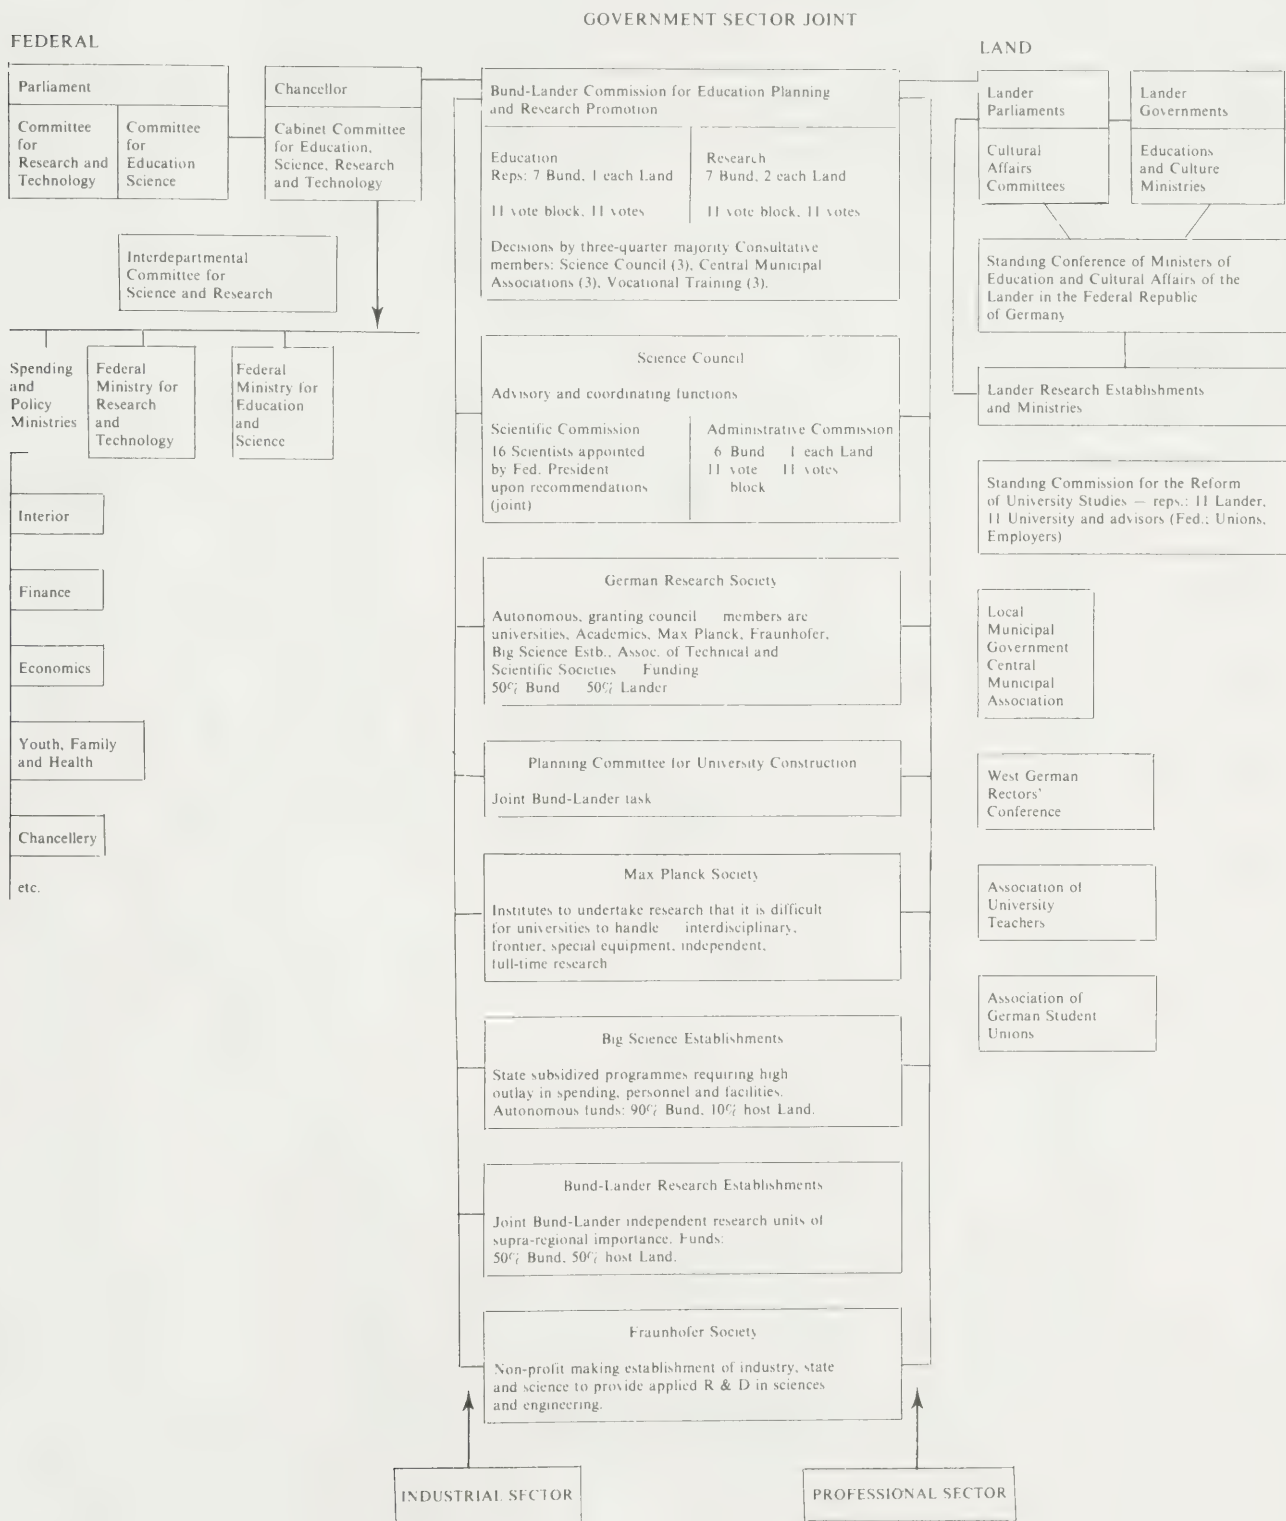 GOVERNMENT SECTOR JOINT
FEDERAL
Parliament
Committee
for
Research and
Technology
Committee
for
Education
Science
Chancellor
Cabinet Committee
for Education,
Science, Research
and Technology
Interdepartmental
Committee for
Science and Research
Spending
and
Policy
Ministries
Federal
Ministry for
Research
and
Technology
Federal
Ministry for
Education
and
Science
Interior
Finance
Economics
Youth, Family
and Health
Chancellery
etc.
Bund-Lander Commission for Education Planning
and Research Promotion
Education
Reps: 7 Bund, 1 each Land
11 vote block, 11 votes
Research
7 Bund, 2 each Land
11 vote block, 11 votes
Decisions by three-quarter majority Consultative
members: Science Council (3), Central Municipal
Associations (3), Vocational Training (3).
Science Council
Advisory and coordinating functions
Scientific Commission
16 Scientists appointed
by Fed. President
upon recommendations
(joint)
Administrative Commission
6 Bund 1 each Land
11 vote 11 votes
block
German Research Society
Autonomous, granting council members are
universities, Academics, Max Planck, Fraunhofer,
Big Science Estb., Assoc. of Technical and
Scientific Societies Funding
50% Bund 50% Lander
Planning Committee for University Construction
Joint Bund-Lander task
Max Planck Society
Institutes to undertake research that it is difficult
for universities to handle interdisciplinary,
frontier, special equipment, independent,
full-time research
Big Science Establishments
State subsidized programmes requiring high
outlay in spending, personnel and facilities.
Autonomous funds: 90% Bund, 10% host Land.
Bund-Lander Research Establishments
Joint Bund-Lander independent research units of
supra-regional importance. Funds:
50% Bund, 50% host Land.
Fraunhofer Society
Non-profit making establishment of industry, state
and science to provide applied R & D in sciences
and engineering.
INDUSTRIAL SECTOR
PROFESSIONAL SECTOR
LAND
Lander
Parliaments
Cultural
Affairs
Committees
Lander
Governments
Educations
and Culture
Ministries
Standing Conference of Ministers of
Education and Cultural Affairs of the
Lander in the Federal Republic
of Germany
Lander Research Establishments
and Ministries
Standing Commission for the Reform
of University Studies — reps.: 11 Lander,
11 University and advisors (Fed.; Unions,
Employers)
Local
Municipal
Government
Central
Municipal
Association
West German
Rectors'
Conference
Association of
University
Teachers
Association of
German Student
Unions